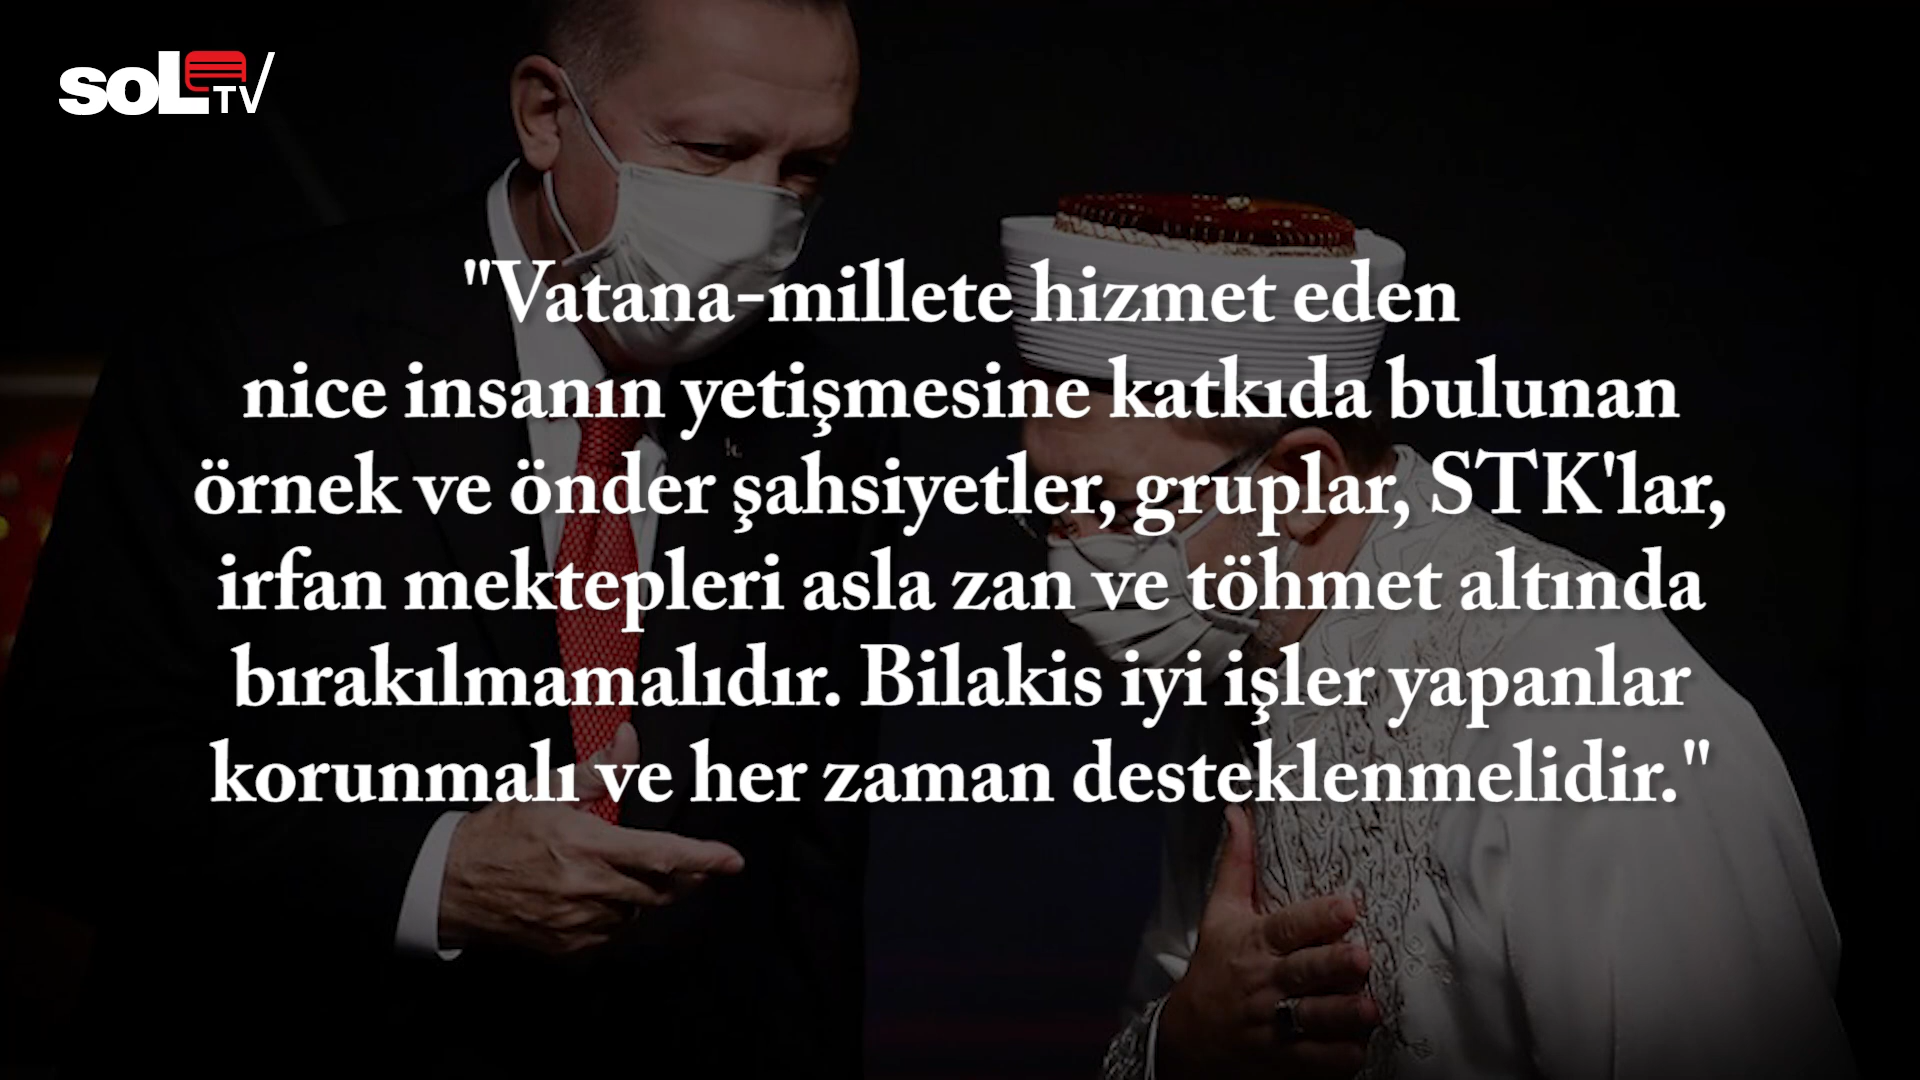 soL TV
"Vatana-millete hizmet eden
nice insanın yetişmesine katkıda bulunan
örnek ve önder şahsiyetler, gruplar, STK'lar,
irfan mektepleri asla zan ve töhmet altında
bırakılmamalıdır. Bilakis iyi işler yapanlar
korunmalı ve her zaman desteklenmelidir."